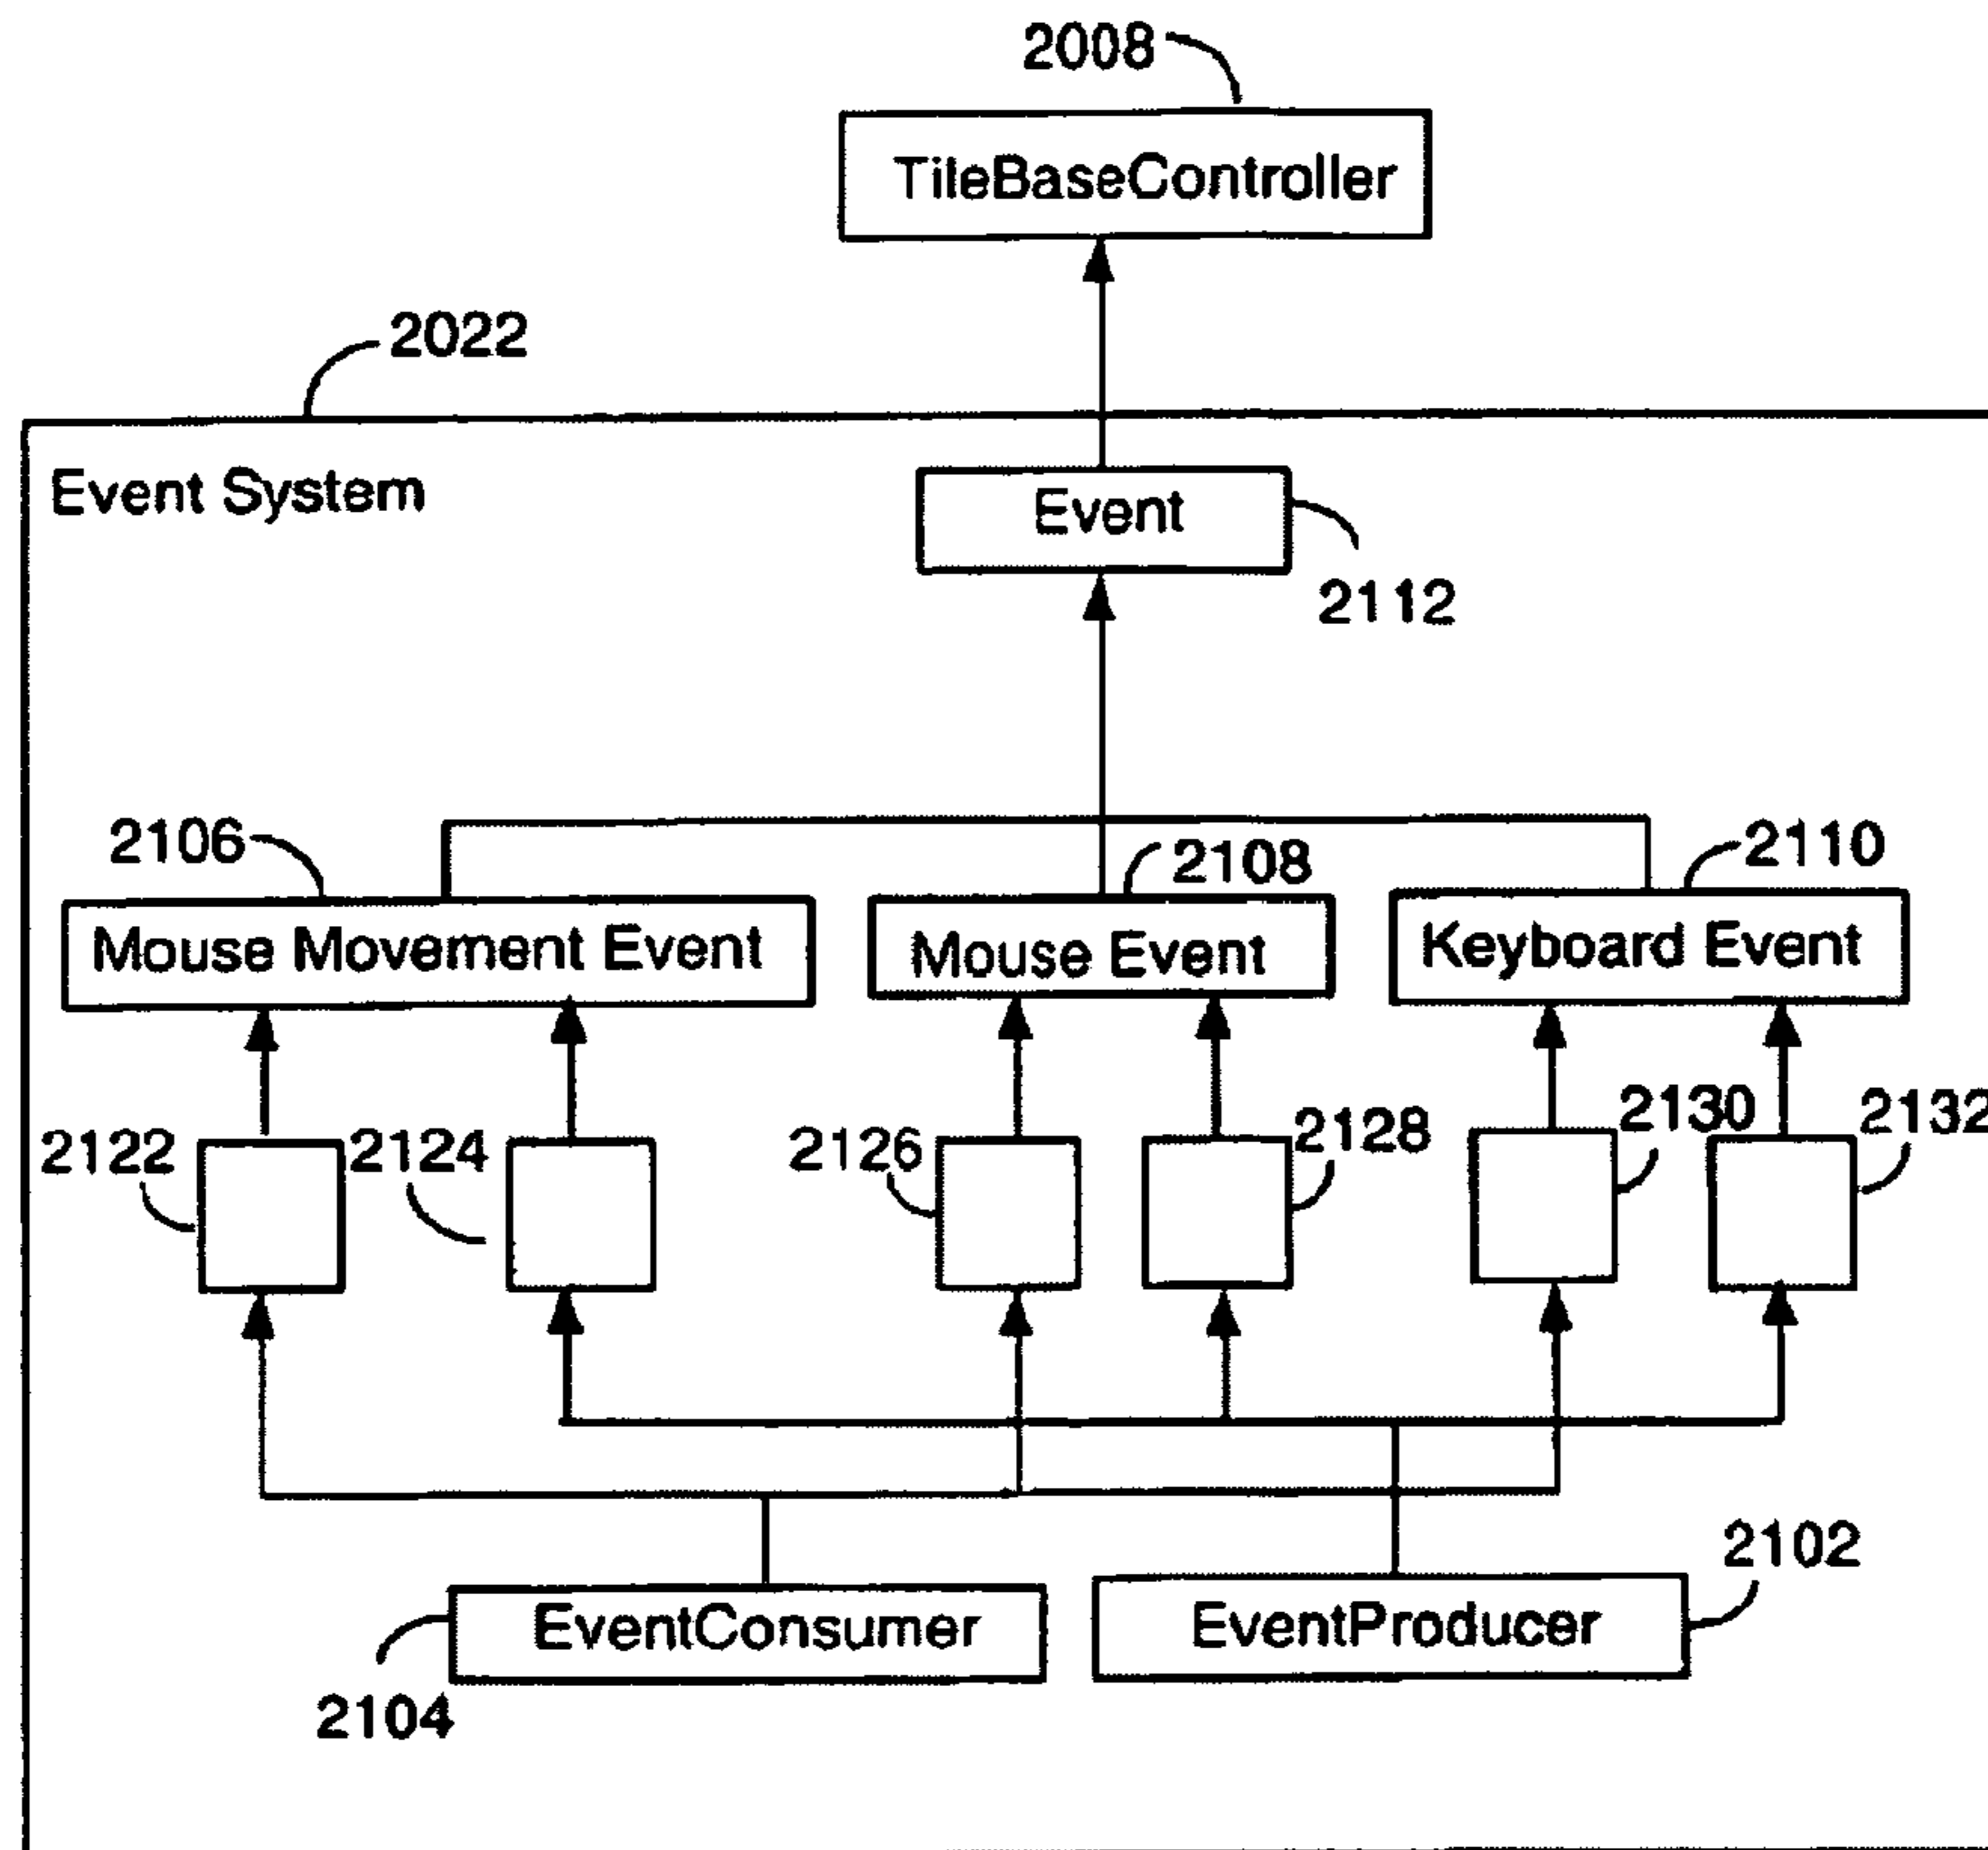 2008
TileBaseController
2022
Event System
Event
2112
2106
2108
2110
Mouse Movement Event
Mouse Event
Keyboard Event
2122
2124
2126
2128
2130
2132
EventConsumer
EventProducer
2102
2104